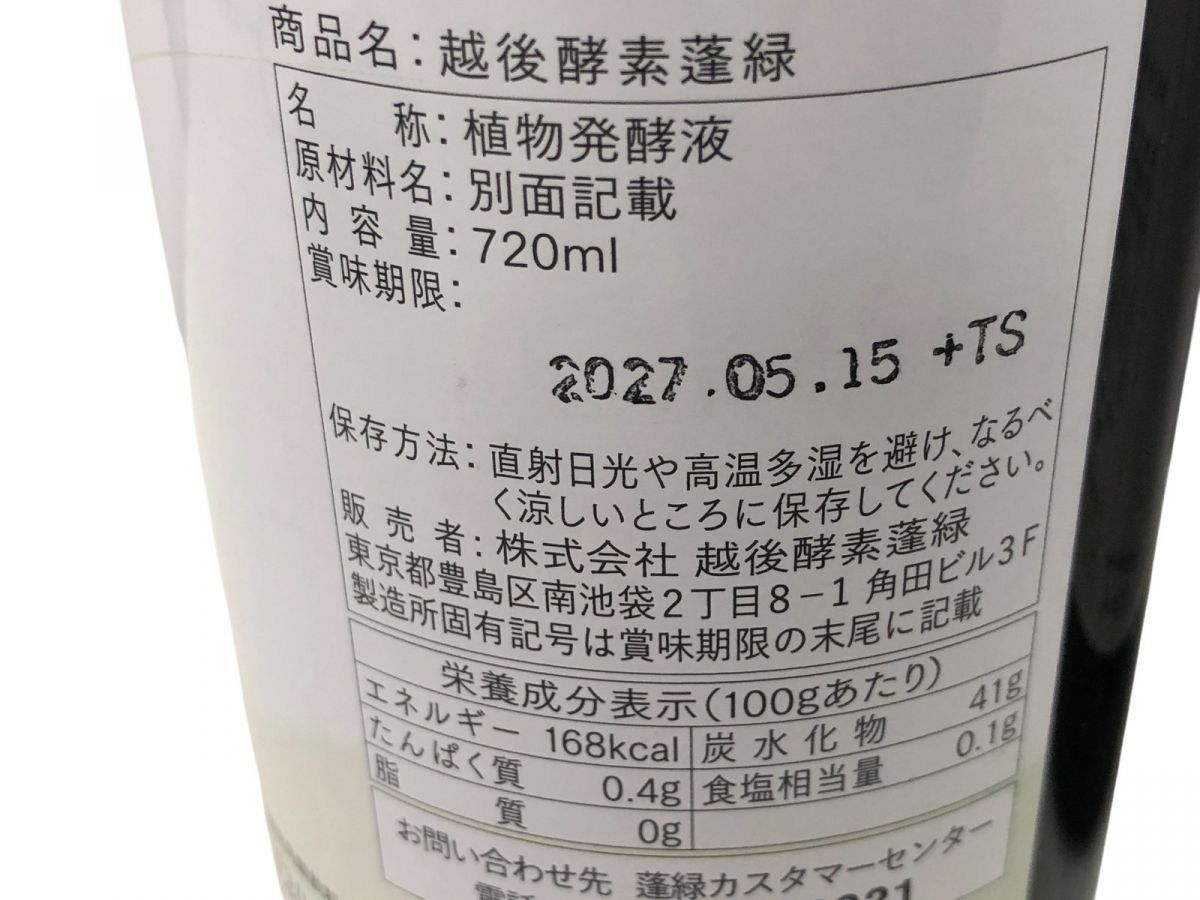 商品名：越後酵素蓬緑
名称：植物発酵液
原材料名：別面記載
内容量：720ml
賞味期限：
2027.05.15 +TS
保存方法：直射日光や高温多湿を避け、なるべ
く涼しいところに保存してください。
販売者：株式会社 越後酵素蓬緑
東京都豊島区南池袋2丁目8−1 角田ビル3F
製造所固有記号は賞味期限の末尾に記載
栄養成分表示(100gあたり)
エネルギー 168kcal 炭水化物 41g
たんぱく質 0.4g 食塩相当量 0.1g
脂質 0g
お問い合わせ先 蓬緑カスタマーセンター